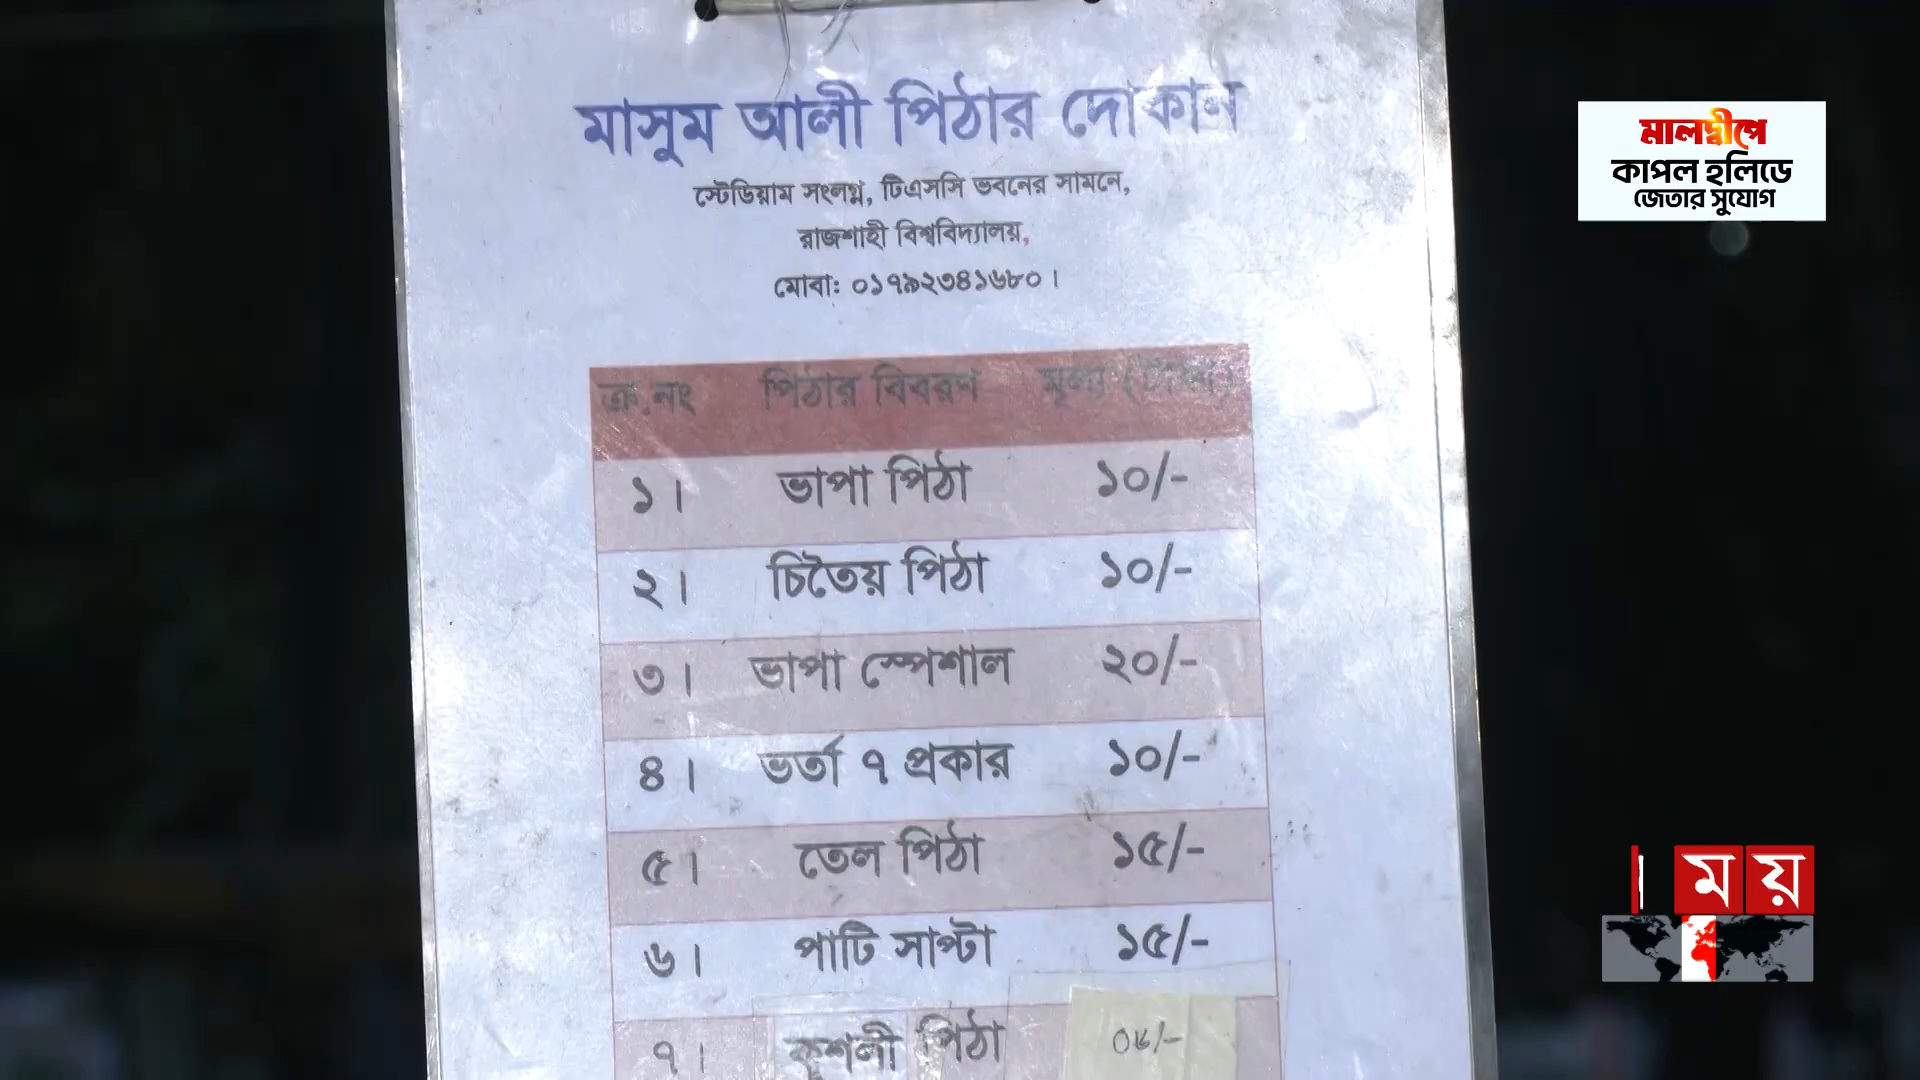 মাসুম আলী পিঠার দোকান
স্টেডিয়াম সংলগ্ন, টিএসসি ভবনের সামনে,
রাজশাহী বিশ্ববিদ্যালয়,
মোবা: ০১৭৯২৩৪১৬৮০।
ক্র.নং পিঠার বিবরণ মূল্য (টাকা)
১। ভাপা পিঠা ১০/-
২। চিতৈয় পিঠা ১০/-
৩। ভাপা স্পেশাল ২০/-
৪। ভর্তা ৭ প্রকার ১০/-
৫। তেল পিঠা ১৫/-
৬। পাটি সাপ্টা ১৫/-
৭। কুশলী পিঠা
মালদ্বীপে
কাপল হলিডে
জেতার সুযোগ
ময়